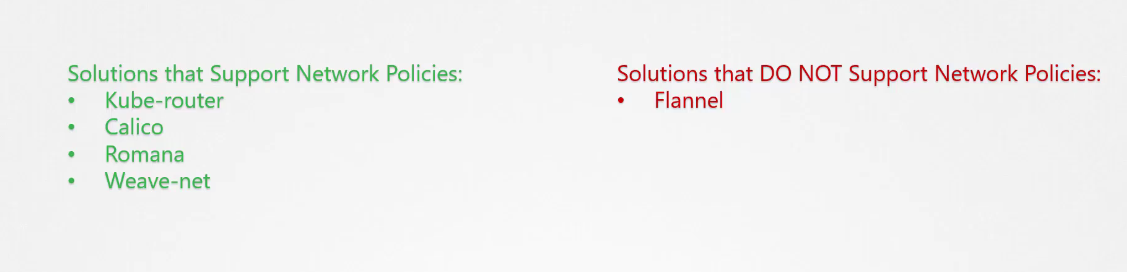 Solutions that Support Network Policies:
• Kube-router
• Calico
• Romana
• Weave-net
Solutions that DO NOT Support Network Policies:
• Flannel